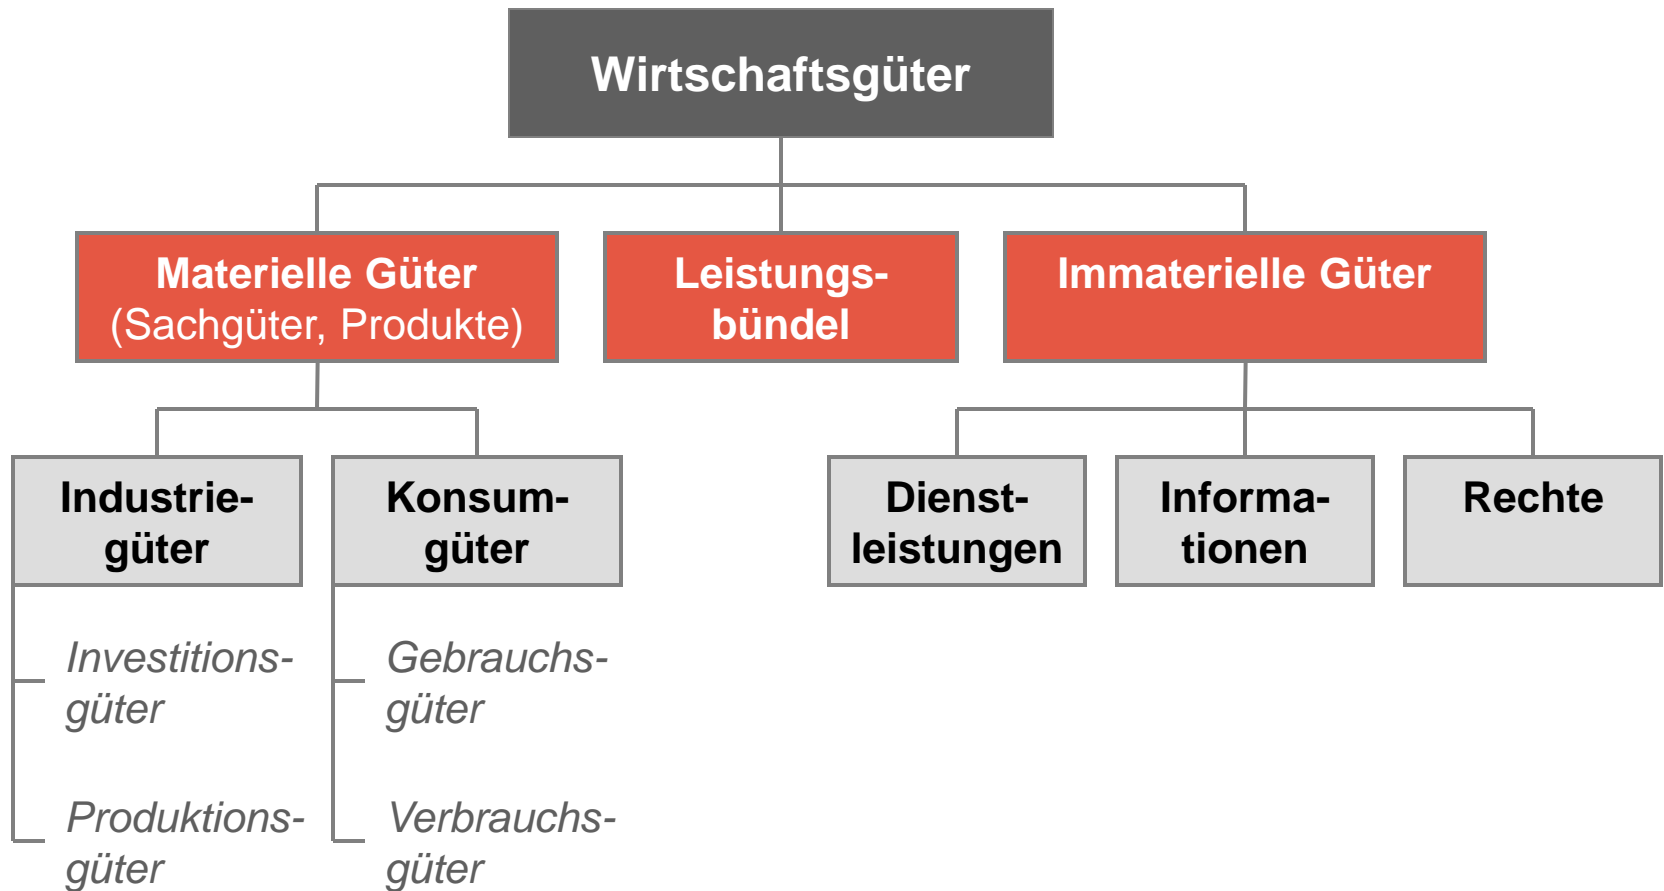 Wirtschaftsgüter
Materielle Güter
(Sachgüter, Produkte)
Leistungs-
bündel
Immaterielle Güter
Industrie-
güter
Konsum-
güter
Dienst-
leistungen
Informa-
tionen
Rechte
Investitions-
güter
Gebrauchs-
güter
Produktions-
güter
Verbrauchs-
güter